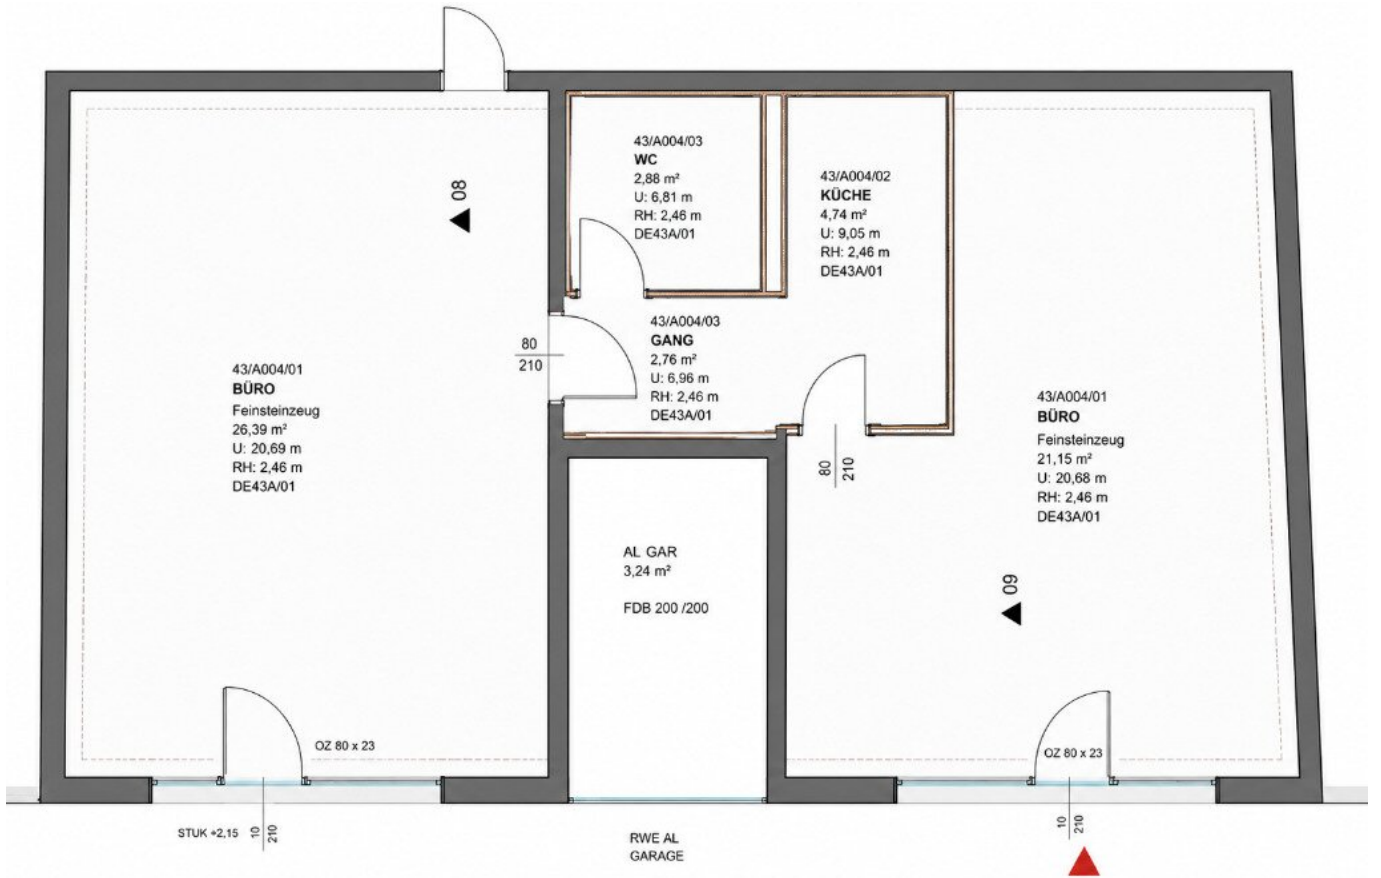 08
43/A004/03
WC
2,88 m²
U: 6,81 m
RH: 2,46 m
DE43A/01
43/A004/02
KÜCHE
4,74 m²
U: 9,05 m
RH: 2,46 m
DE43A/01
43/A004/03
GANG
2,76 m²
U: 6,96 m
RH: 2,46 m
DE43A/01
80
210
43/A004/01
BÜRO
Feinsteinzeug
26,39 m²
U: 20,69 m
RH: 2,46 m
DE43A/01
80
210
43/A004/01
BÜRO
Feinsteinzeug
21,15 m²
U: 20,68 m
RH: 2,46 m
DE43A/01
AL GAR
3,24 m²
FDB 200 /200
09
OZ 80 x 23
OZ 80 x 23
STUK +2,15
10
210
RWE AL
GARAGE
10
210